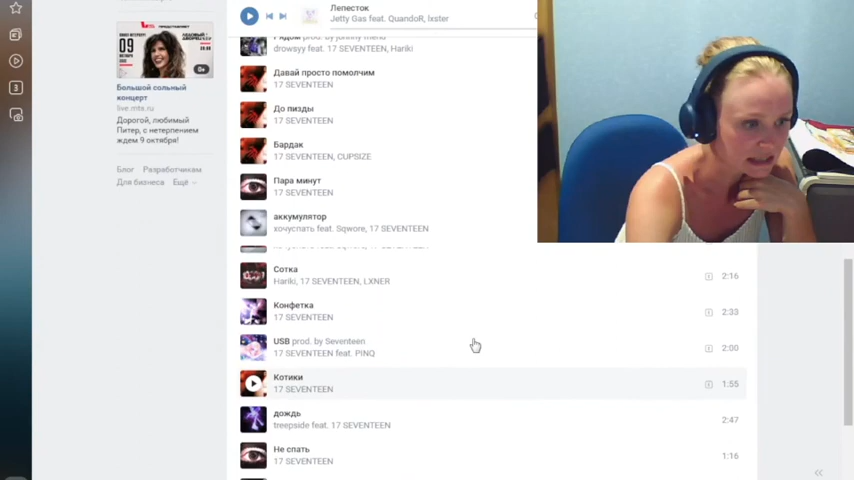 Лепесток
Jetty Gas feat. QuandoR, lxster
3
09
ОКТЯБРЯ
0+
Большой сольный
концерт
live.mts.ru
Дорогой, любимый
Питер, с нетерпением
ждем 9 октября!
Блог Разработчикам
Для бизнеса Ещё
drowsyy feat. 17 SEVENTEEN, Hariki
Давай просто помолчим
17 SEVENTEEN
До пизды
17 SEVENTEEN
Бардак
17 SEVENTEEN, CUPSIZE
Пара минут
17 SEVENTEEN
аккумулятор
хочуспать feat. Sqwore, 17 SEVENTEEN
Сотка
Hariki, 17 SEVENTEEN, LXNER
2:16
Конфетка
17 SEVENTEEN
2:33
USB prod. by Seventeen
17 SEVENTEEN feat. PINQ
2:00
Котики
17 SEVENTEEN
1:55
дождь
treepside feat. 17 SEVENTEEN
2:47
Не спать
17 SEVENTEEN
1:16